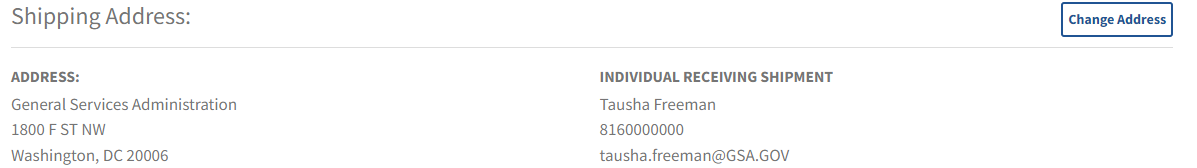 Shipping Address:
Change Address
ADDRESS:
General Services Administration
1800 F ST NW
Washington, DC 20006
INDIVIDUAL RECEIVING SHIPMENT
Tausha Freeman
8160000000
tausha.freeman@GSA.GOV